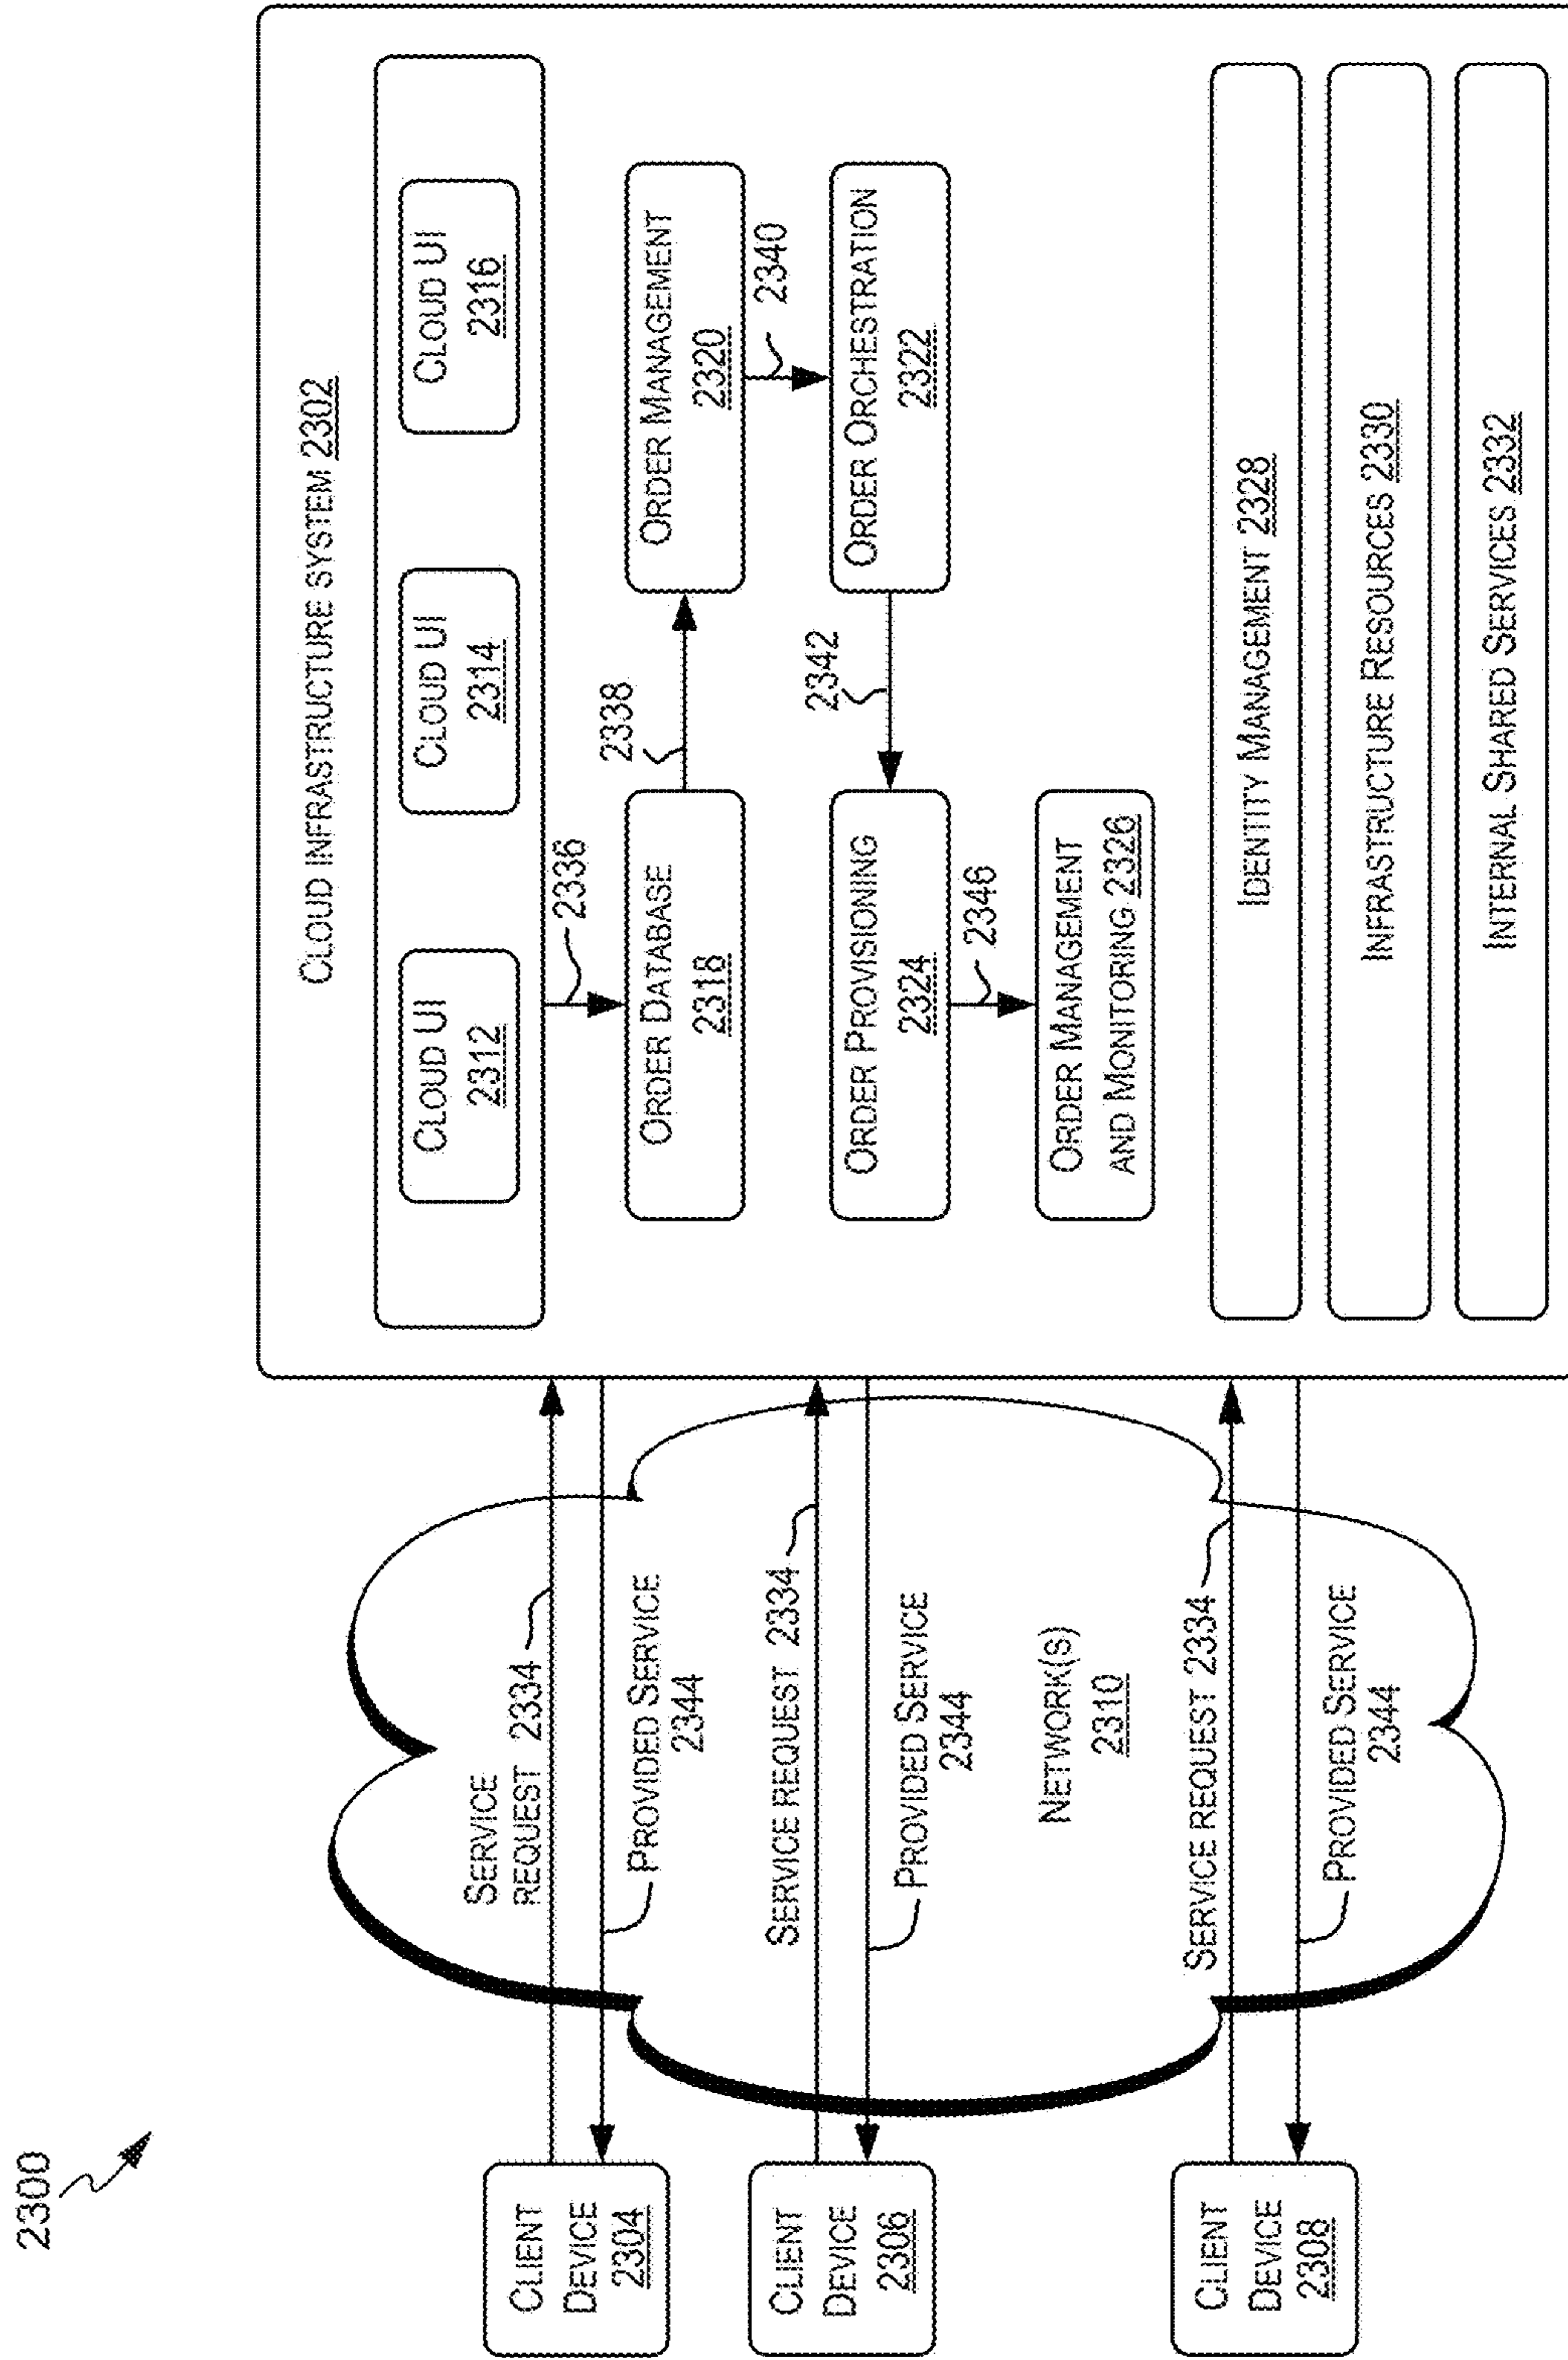 2300
CLIENT
DEVICE
2304
CLIENT
DEVICE
2306
CLIENT
DEVICE
2308
SERVICE
REQUEST 2334
PROVIDED SERVICE
2344
SERVICE REQUEST 2334
PROVIDED SERVICE
2344
NETWORK(S)
2310
SERVICE REQUEST 2334
PROVIDED SERVICE
2344
CLOUD INFRASTRUCTURE SYSTEM 2302
CLOUD UI
2312
CLOUD UI
2314
CLOUD UI
2316
2336
ORDER DATABASE
2318
2338
ORDER MANAGEMENT
2320
2340
ORDER PROVISIONING
2324
2342
ORDER ORCHESTRATION
2322
2346
ORDER MANAGEMENT
AND MONITORING 2326
IDENTITY MANAGEMENT 2328
INFRASTRUCTURE RESOURCES 2330
INTERNAL SHARED SERVICES 2332